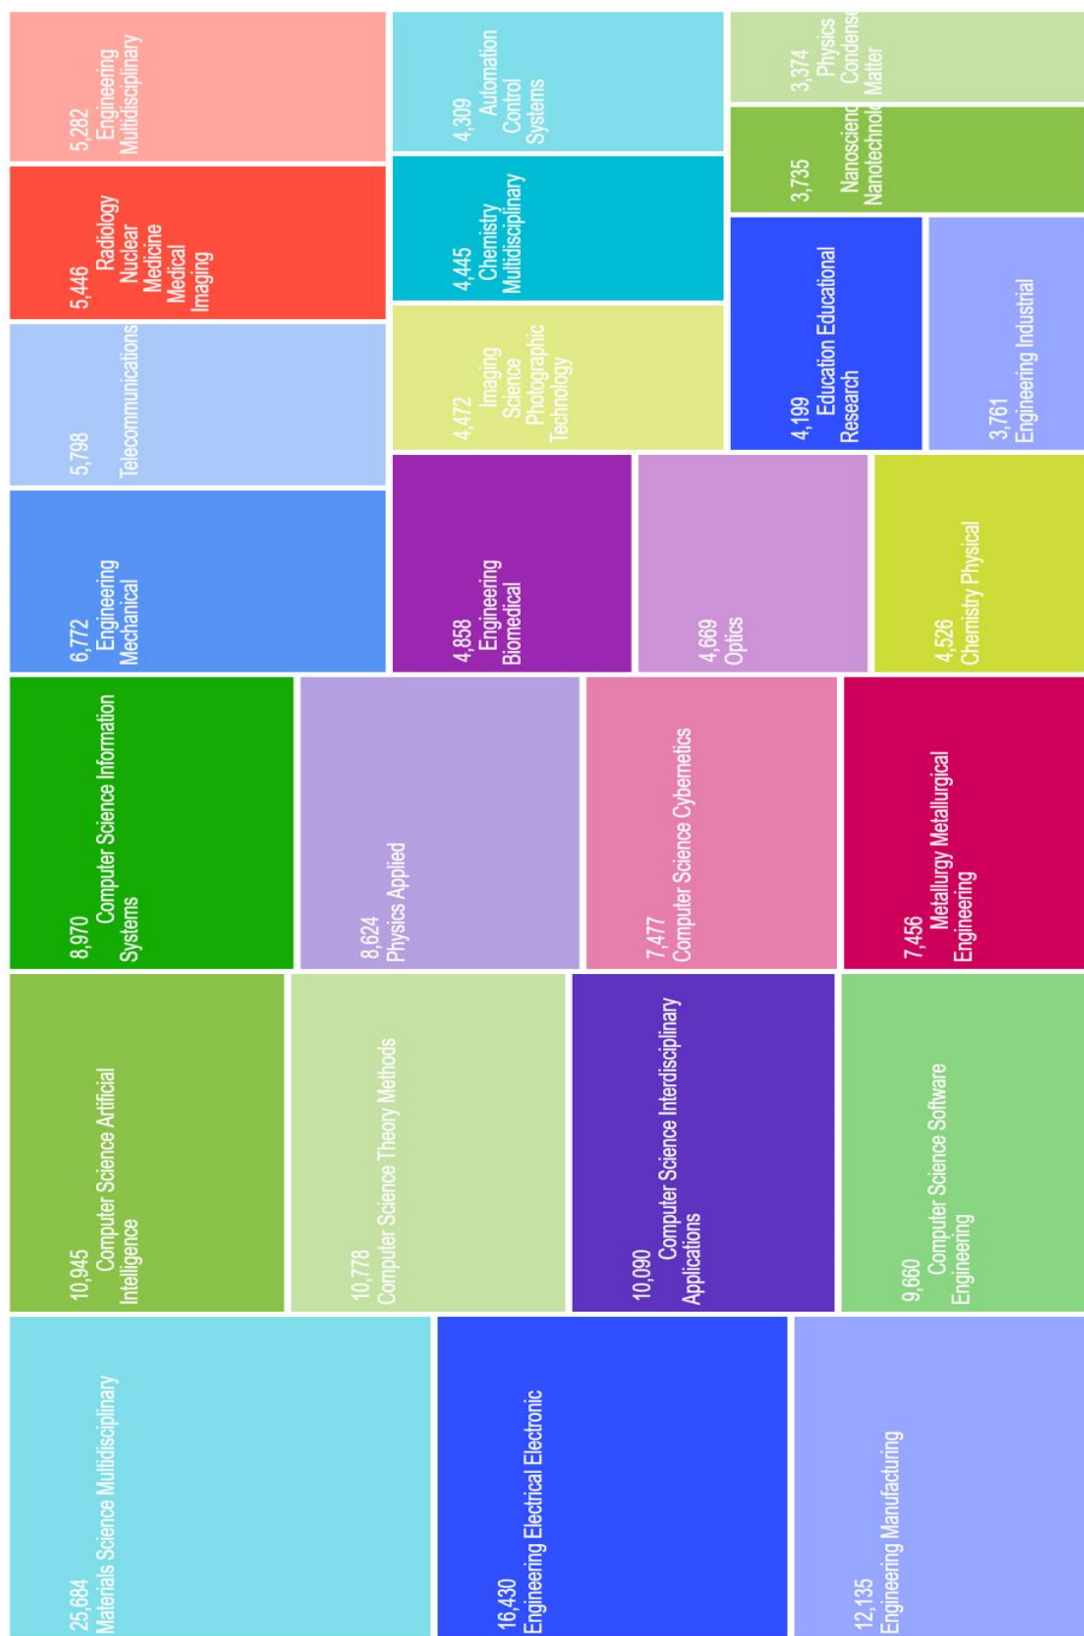 25,684
Materials Science Multidisciplinary
16,430
Engineering Electrical Electronic
12,135
Engineering Manufacturing
10,945
Computer Science Artificial
Intelligence
10,778
Computer Science Theory Methods
10,090
Computer Science Interdisciplinary
Applications
9,660
Computer Science Software
Engineering
8,970
Computer Science Information
Systems
8,624
Physics Applied
7,477
Computer Science Cybernetics
7,456
Metallurgy Metallurgical
Engineering
6,772
Engineering
Mechanical
5,798
Telecommunications
5,446
Radiology
Nuclear
Medicine
Medical
Imaging
5,282
Engineering
Multidisciplinary
4,858
Engineering
Biomedical
4,669
Optics
4,526
Chemistry Physical
4,472
Imaging
Science
Photographic
Technology
4,445
Chemistry
Multidisciplinary
4,309
Automation
Control
Systems
4,199
Education Educational
Research
3,761
Engineering Industrial
3,735
Nanoscienc
Nanotechnolo
3,374
Physics
Condense
Matter